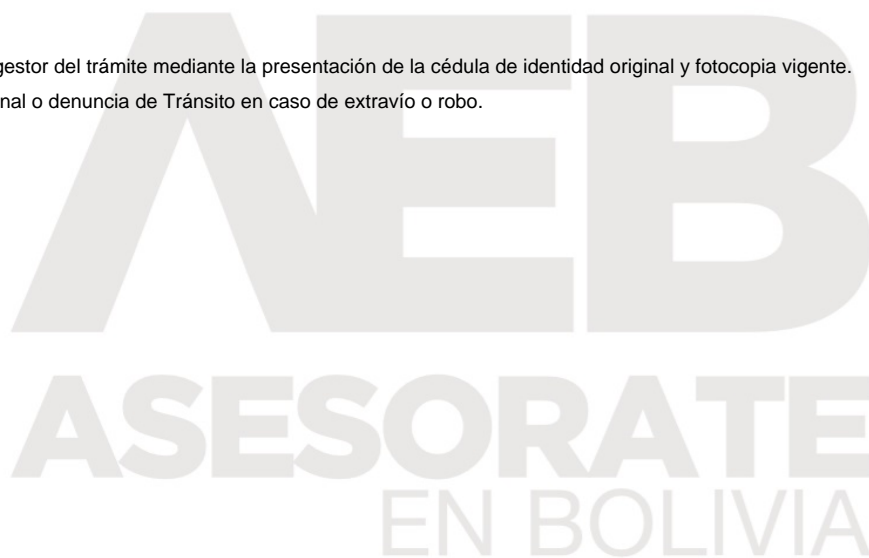 gestor del trámite mediante la presentación de la cédula de identidad original y fotocopia vigente.
nal o denuncia de Tránsito en caso de extravío o robo.
AEB
ASESORATE
EN BOLIVIA